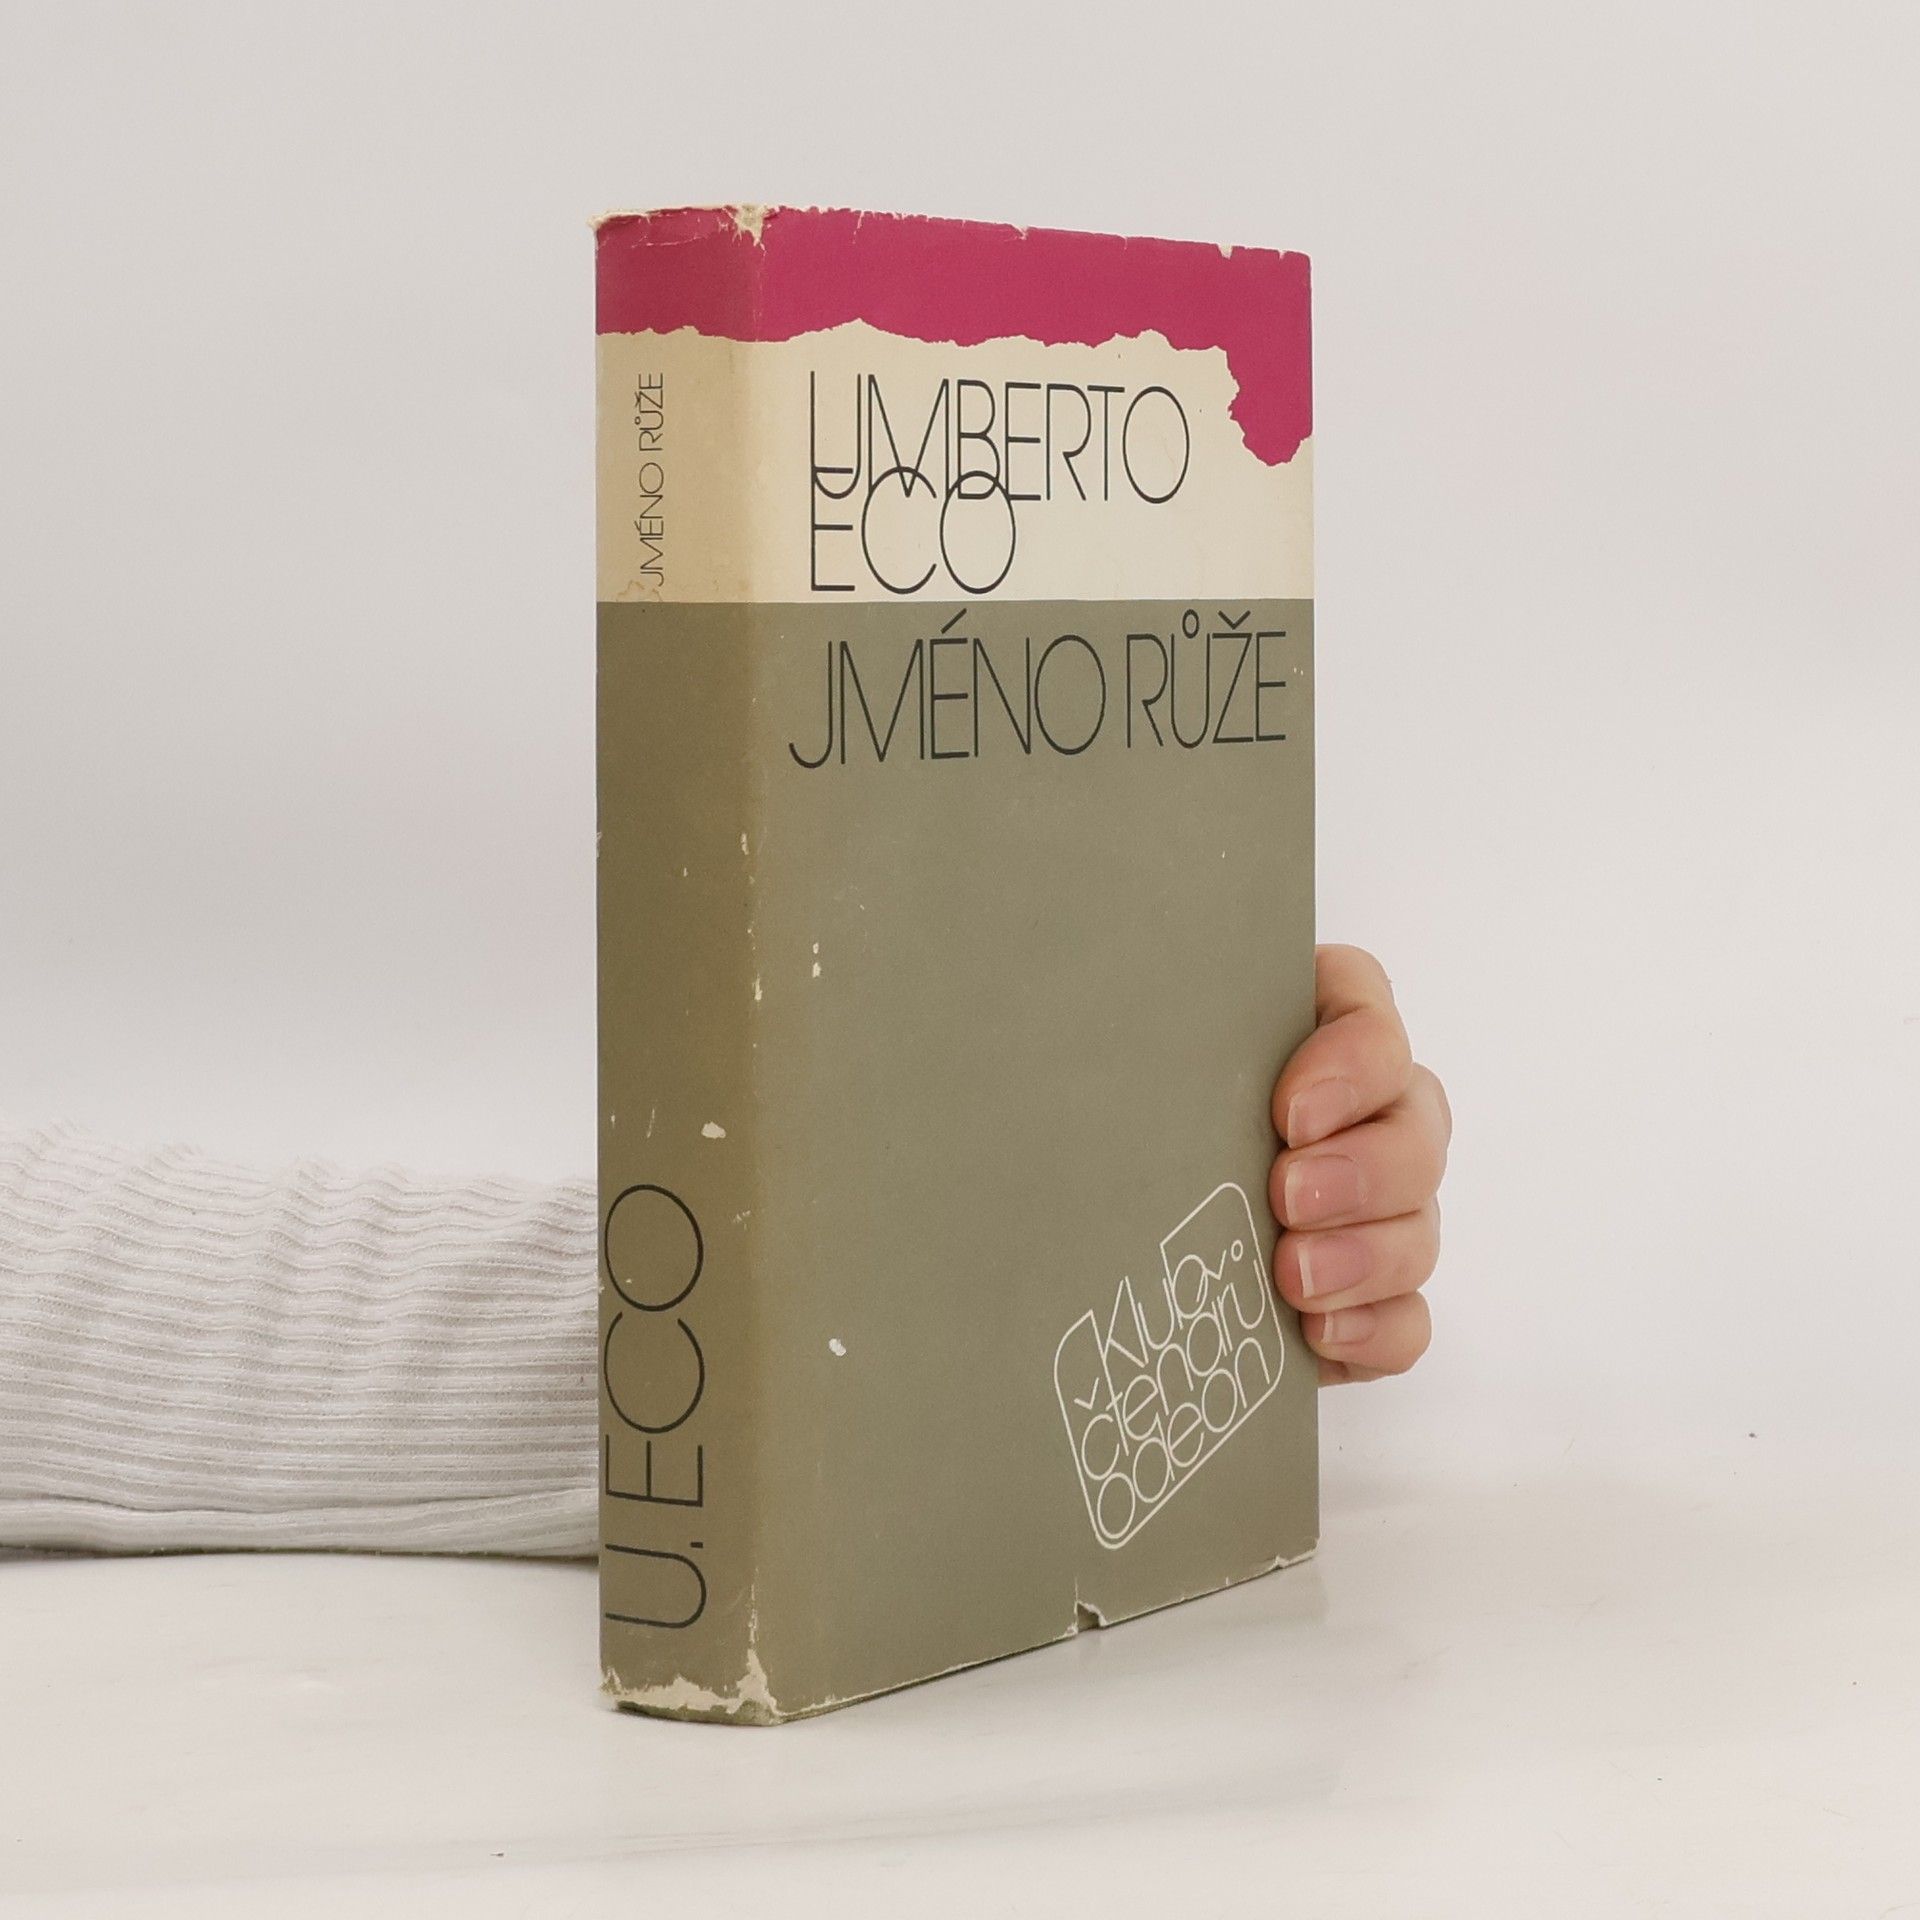 JMÉNO RŮŽE
U. ECO
UMBERTO
ECO
JMÉNO RŮŽE
klub
čtenářů
odeon